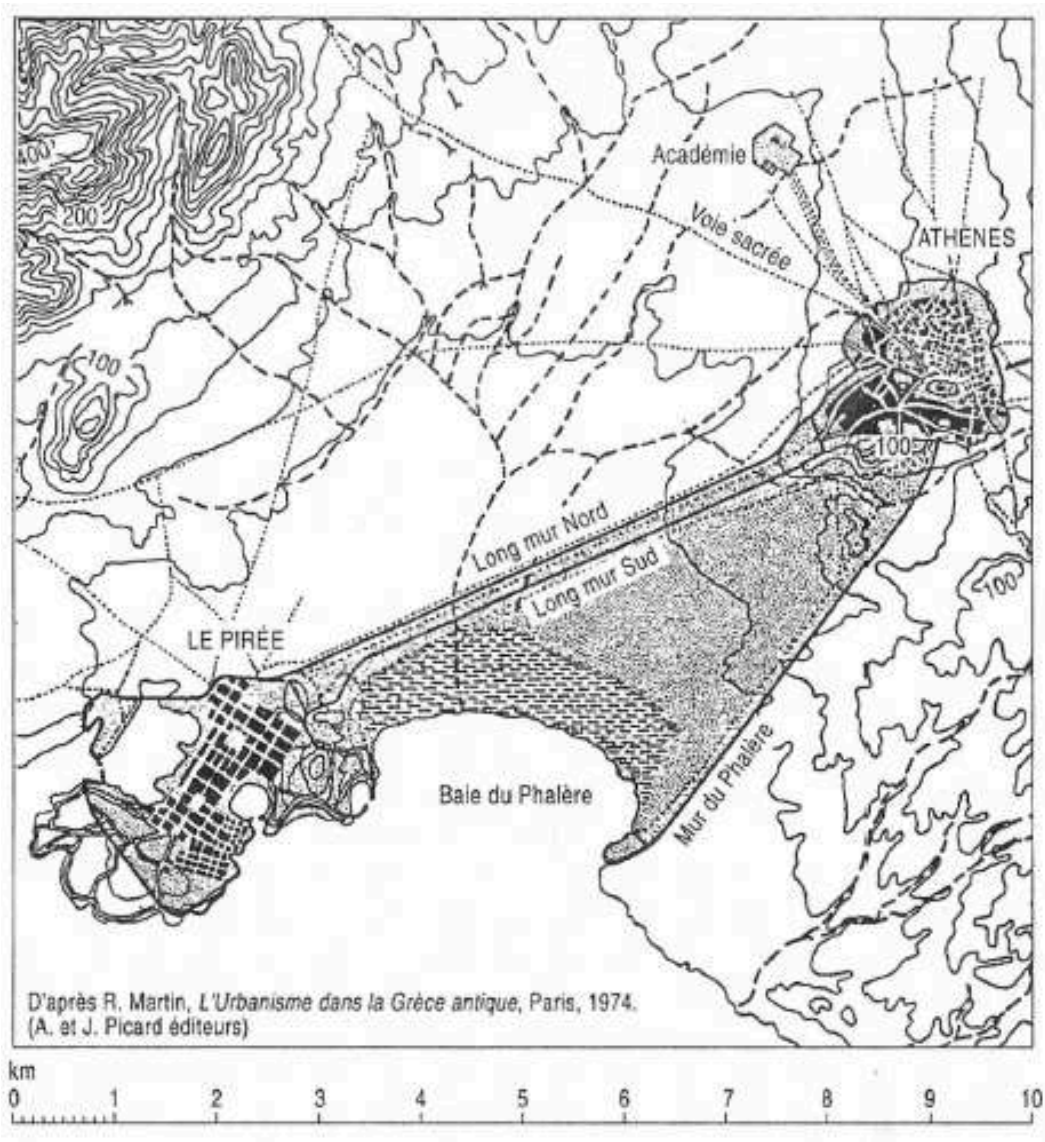 400
200
100
Académie
Voie sacrée
ATHENES
100
100
Long mur Nord
Long mur Sud
LE PIRÉE
Baie du Phalère
Mur du Phalère
D'après R. Martin, L'Urbanisme dans la Grèce antique, Paris, 1974.
(A. et J. Picard éditeurs)
km
0 1 2 3 4 5 6 7 8 9 10